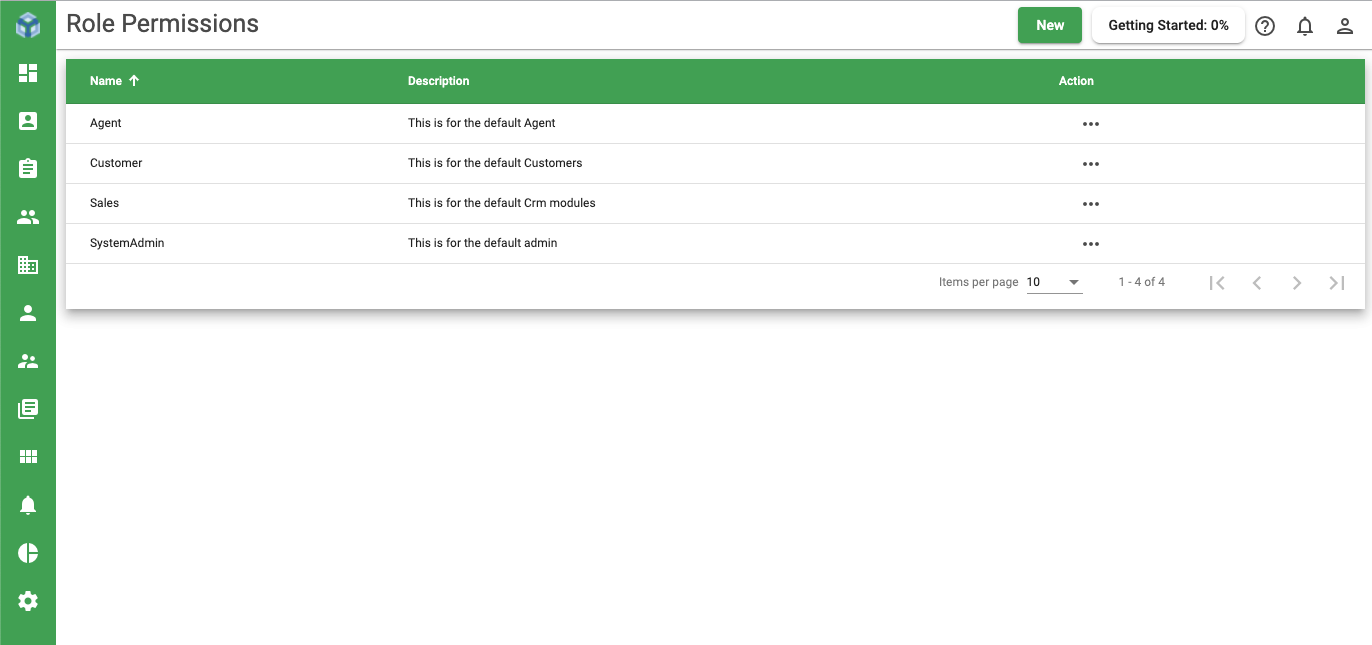 Role Permissions
New
Getting Started: 0%
Name Description Action
Agent This is for the default Agent
Customer This is for the default Customers
Sales This is for the default Crm modules
SystemAdmin This is for the default admin
Items per page 10 1 - 4 of 4